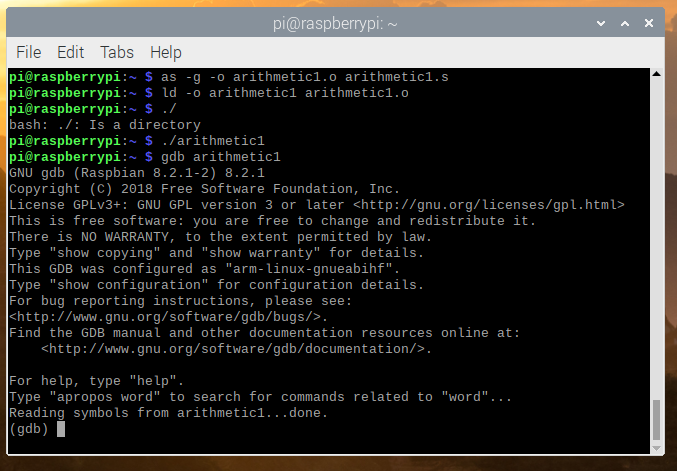 pi@raspberrypi: ~
File Edit Tabs Help
pi@raspberrypi:~ $ as -g -o arithmetic1.o arithmetic1.s
pi@raspberrypi:~ $ ld -o arithmetic1 arithmetic1.o
pi@raspberrypi:~ $ ./
bash: ./: Is a directory
pi@raspberrypi:~ $ ./arithmetic1
pi@raspberrypi:~ $ gdb arithmetic1
GNU gdb (Raspbian 8.2.1-2) 8.2.1
Copyright (C) 2018 Free Software Foundation, Inc.
License GPLv3+: GNU GPL version 3 or later <http://gnu.org/licenses/gpl.html>
This is free software: you are free to change and redistribute it.
There is NO WARRANTY, to the extent permitted by law.
Type "show copying" and "show warranty" for details.
This GDB was configured as "arm-linux-gnueabihf".
Type "show configuration" for configuration details.
For bug reporting instructions, please see:
<http://www.gnu.org/software/gdb/bugs/>.
Find the GDB manual and other documentation resources online at:
    <http://www.gnu.org/software/gdb/documentation/>.

For help, type "help".
Type "apropos word" to search for commands related to "word"...
Reading symbols from arithmetic1...done.
(gdb)